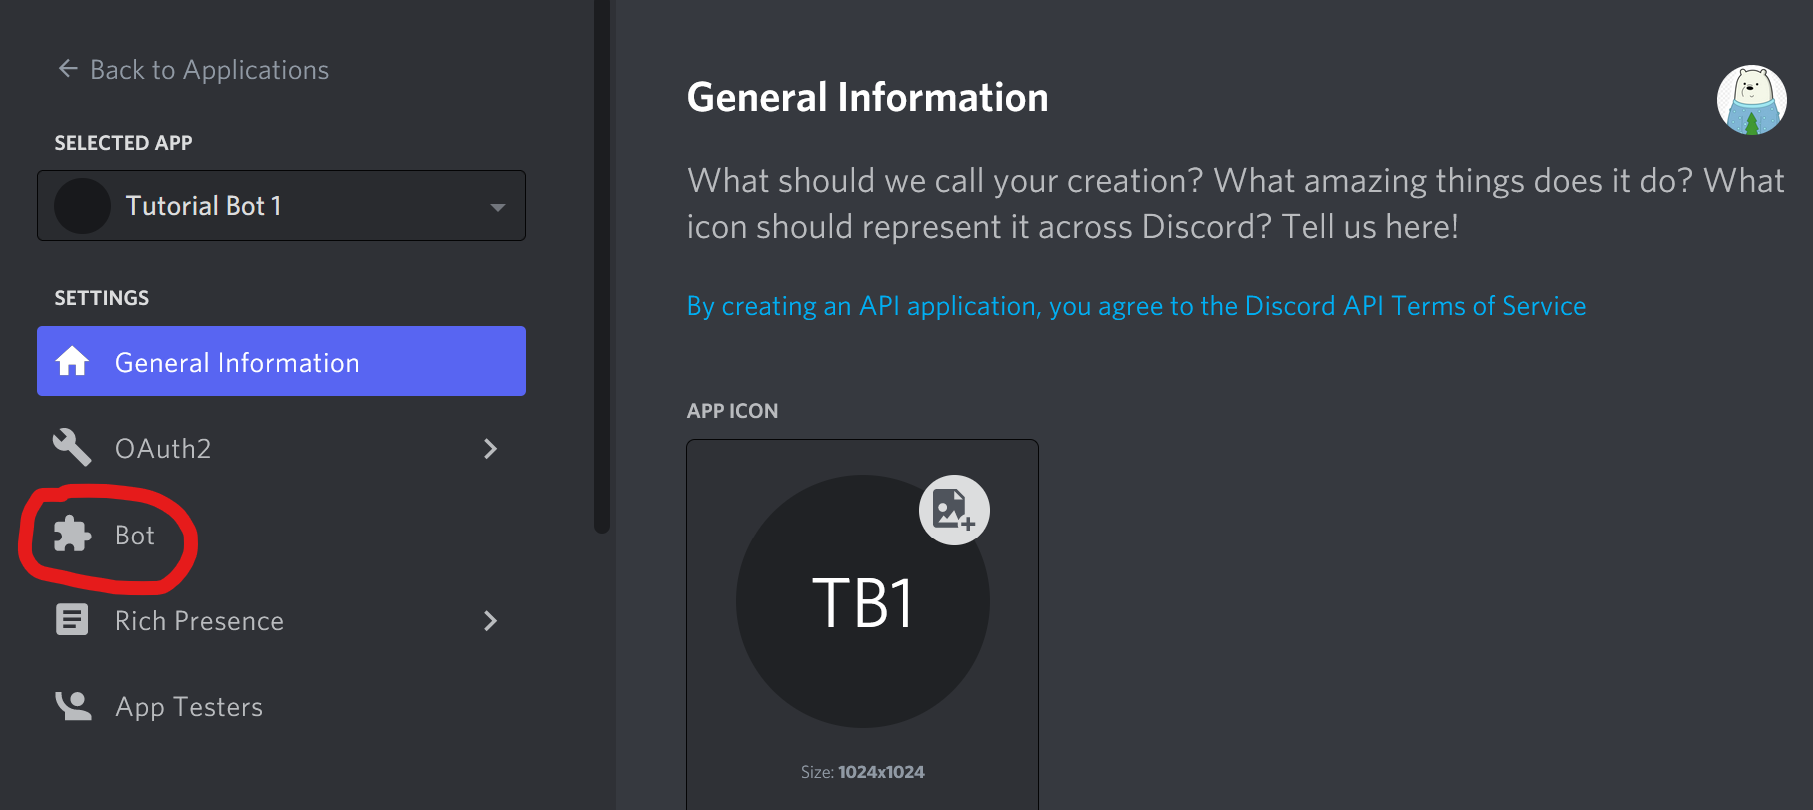 Back to Applications
SELECTED APP
Tutorial Bot 1
SETTINGS
General Information
OAuth2
Bot
Rich Presence
App Testers
General Information
What should we call your creation? What amazing things does it do? What
icon should represent it across Discord? Tell us here!
By creating an API application, you agree to the Discord API Terms of Service
APP ICON
TB1
Size: 1024x1024